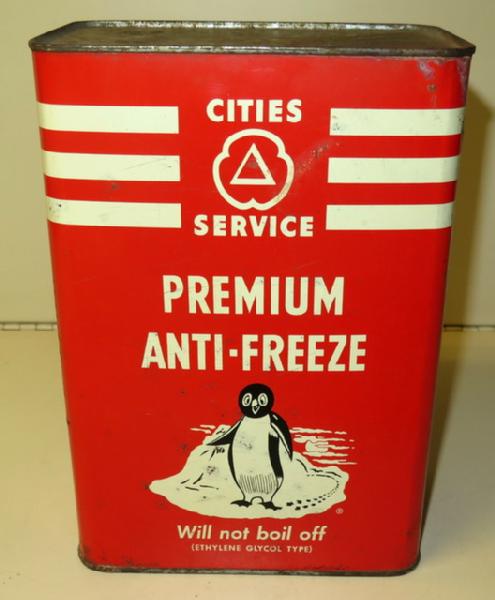 CITIES
SERVICE
PREMIUM
ANTI-FREEZE
®
Will not boil off
(ETHYLENE GLYCOL TYPE)